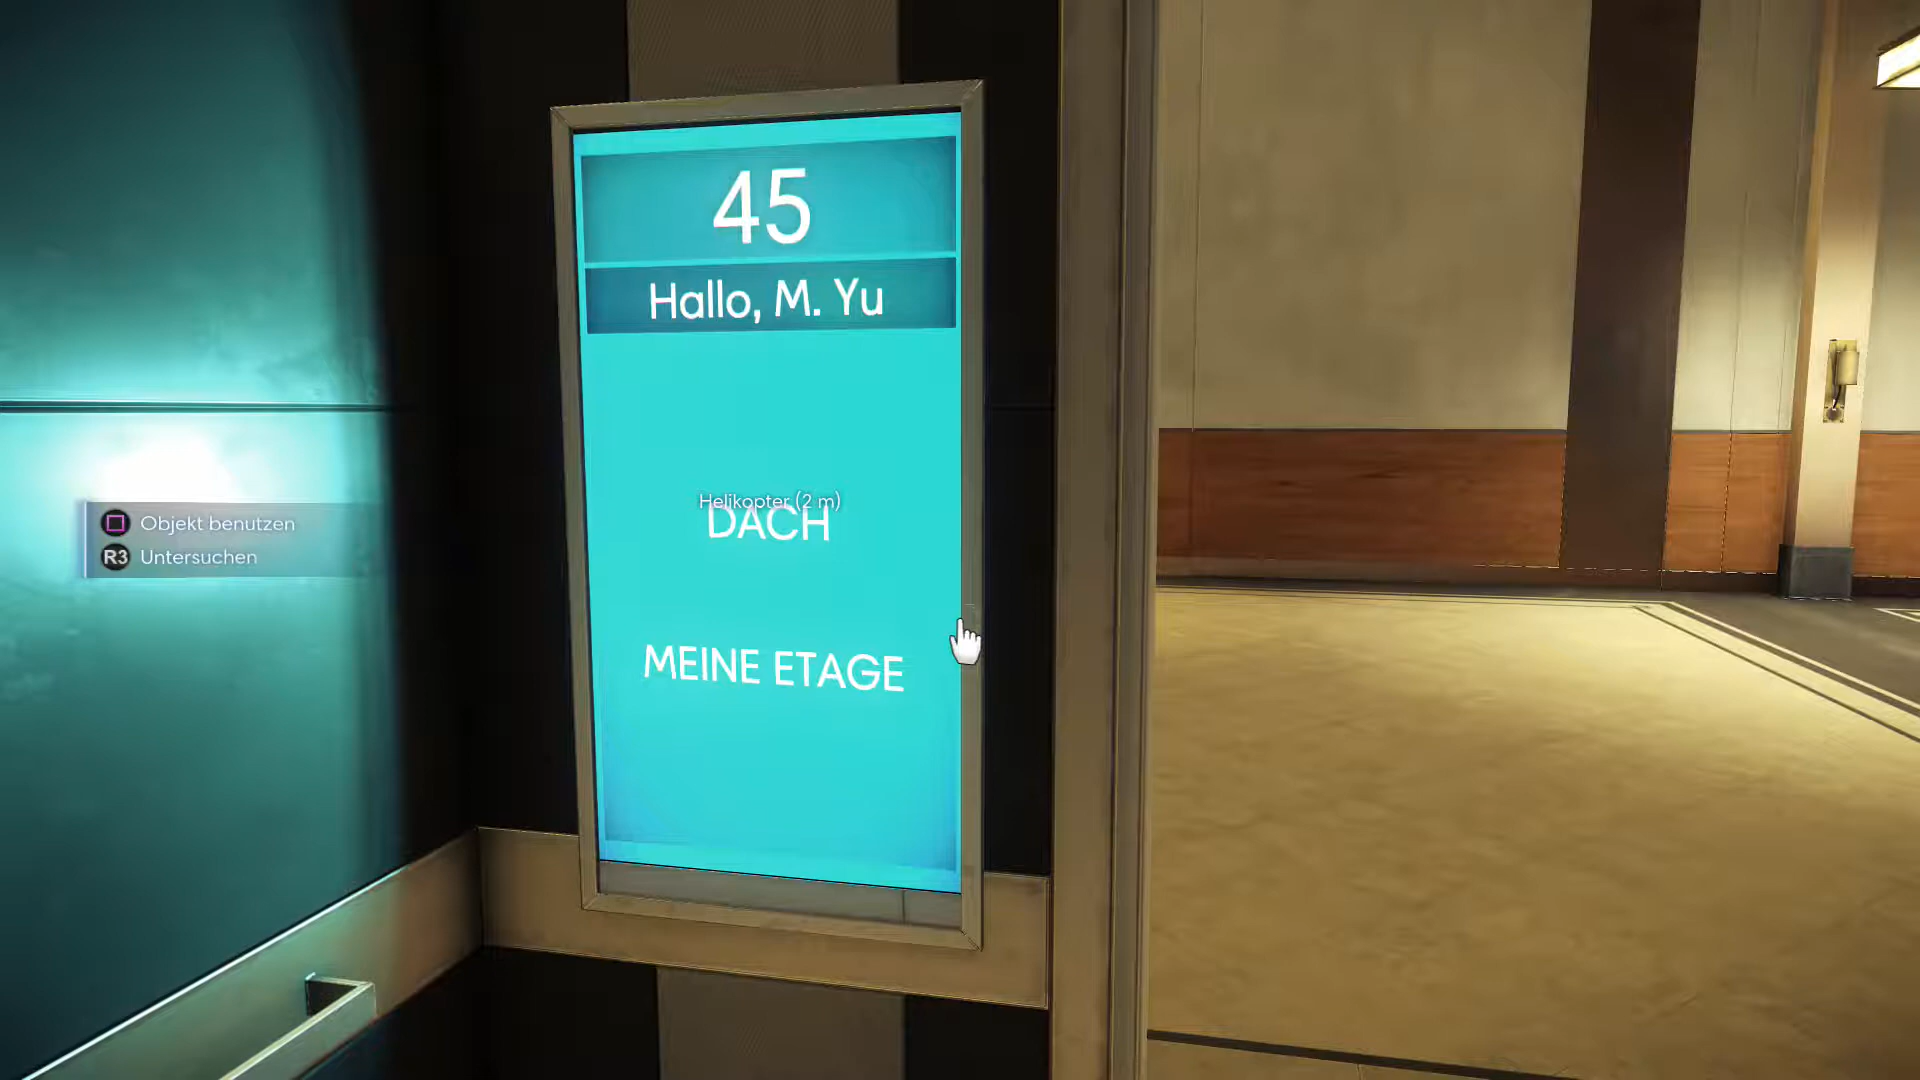 45
Hallo, M. Yu
Helikopter (2 m)
DACH
MEINE ETAGE
Objekt benutzen
R3 Untersuchen